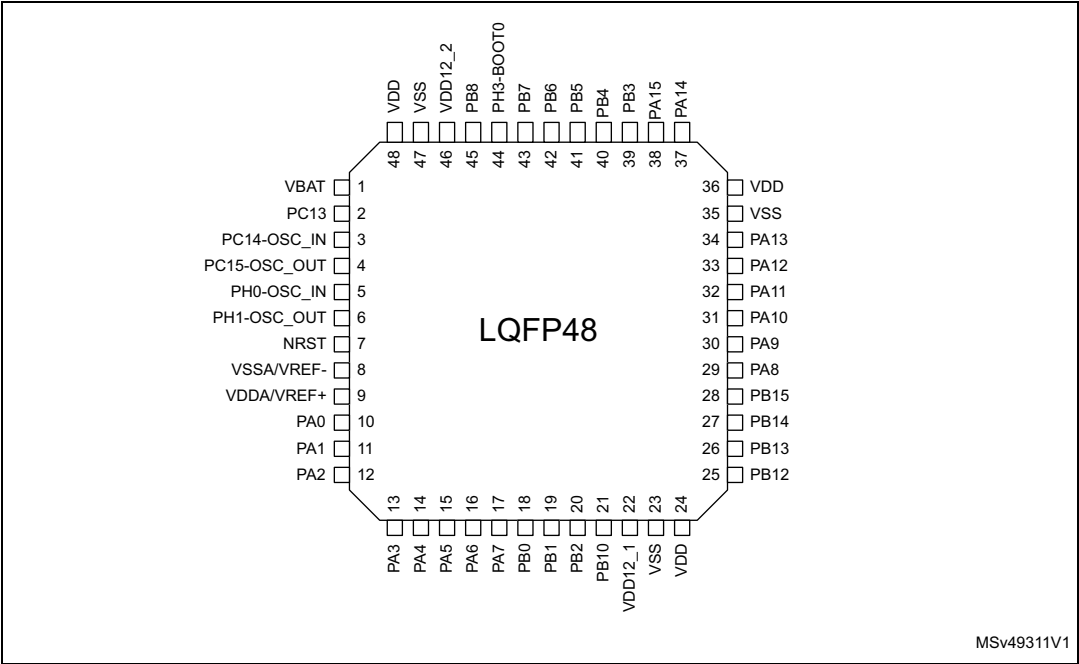 VDD
VSS
VDD12_2
PB8
PH3-BOOT0
PB7
PB6
PB5
PB4
PB3
PA15
PA14
48
47
46
45
44
43
42
41
40
39
38
37
VBAT 1
PC13 2
PC14-OSC_IN 3
PC15-OSC_OUT 4
PH0-OSC_IN 5
PH1-OSC_OUT 6
NRST 7
VSSA/VREF- 8
VDDA/VREF+ 9
PA0 10
PA1 11
PA2 12
LQFP48
36 VDD
35 VSS
34 PA13
33 PA12
32 PA11
31 PA10
30 PA9
29 PA8
28 PB15
27 PB14
26 PB13
25 PB12
13
14
15
16
17
18
19
20
21
22
23
24
PA3
PA4
PA5
PA6
PA7
PB0
PB1
PB2
PB10
VDD12_1
VSS
VDD
MSv49311V1